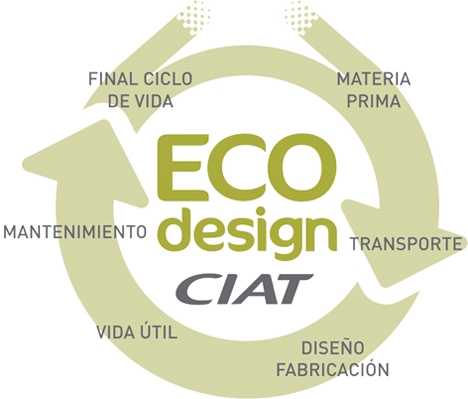 FINAL CICLO
DE VIDA
MATERIA
PRIMA
ECO
design
CIAT
MANTENIMIENTO
TRANSPORTE
VIDA ÚTIL
DISEÑO
FABRICACIÓN